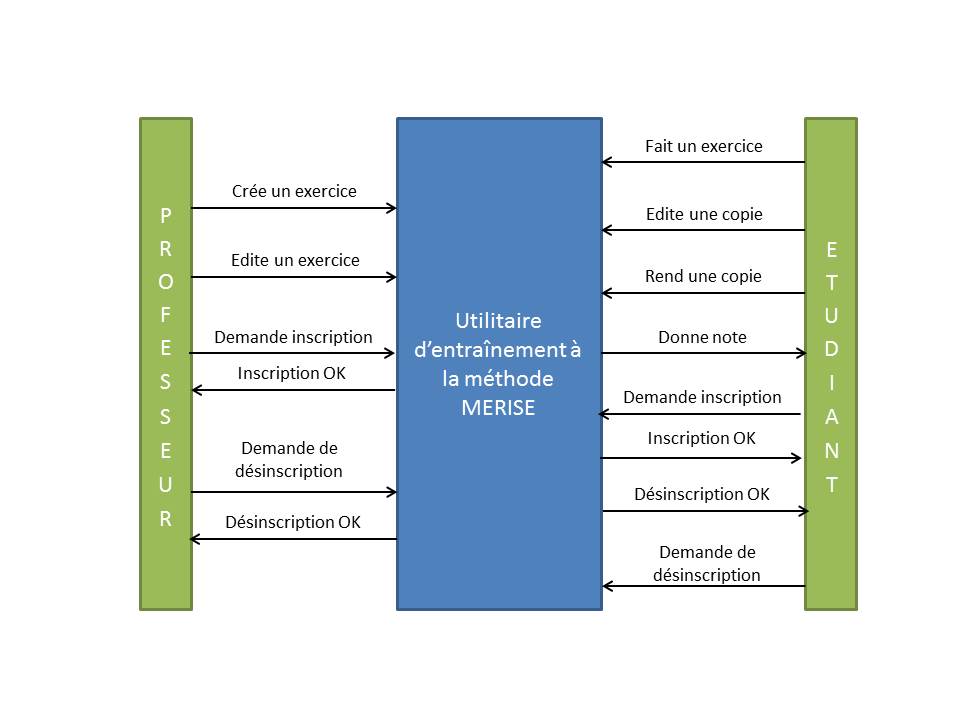 PROFESSEUR
Crée un exercice
Edite un exercice
Demande inscription
Inscription OK
Demande de
désinscription
Désinscription OK
Utilitaire
d’entraînement à
la méthode
MERISE
Fait un exercice
Edite une copie
Rend une copie
Donne note
Demande inscription
Inscription OK
Désinscription OK
Demande de
désinscription
ETUDIANT